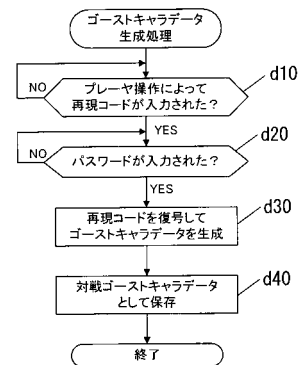 ゴーストキャラデータ
生成処理
d10
NO
プレーヤ操作によって
再現コードが入力された?
YES
d20
NO
パスワードが入力された?
YES
d30
再現コードを復号して
ゴーストキャラデータを生成
d40
対戦ゴーストキャラデータ
として保存
終了